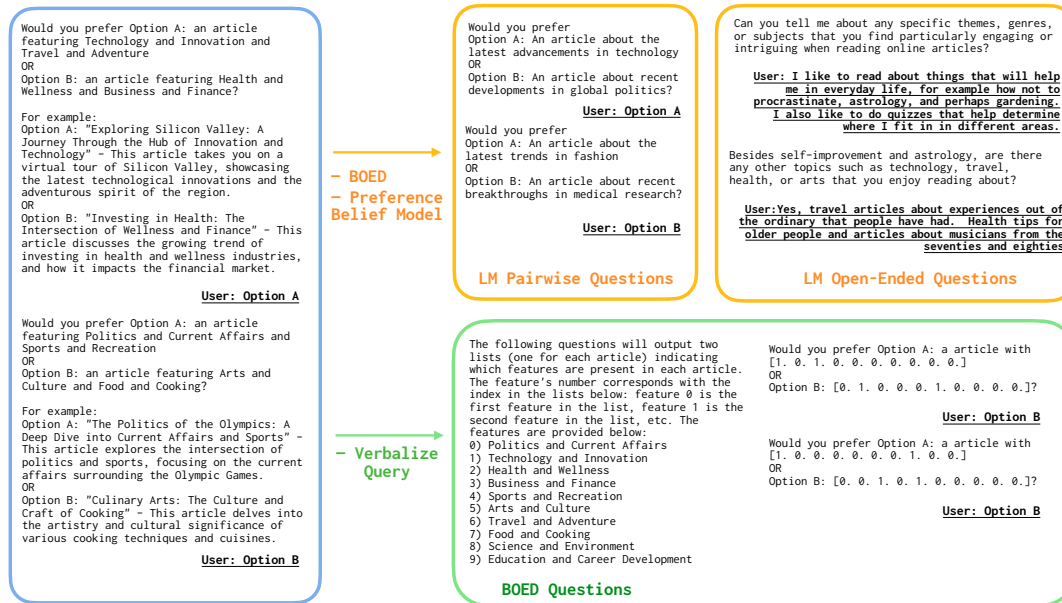 Would you prefer Option A: an article
featuring Technology and Innovation and
Travel and Adventure
OR
Option B: an article featuring Health and
Wellness and Business and Finance?
For example:
Option A: "Exploring Silicon Valley: A
Journey Through the Hub of Innovation and
Technology" – This article takes you on a
virtual tour of Silicon Valley, showcasing
the latest technological innovations and the
adventurous spirit of the region.
OR
Option B: "Investing in Health: The
Intersection of Wellness and Finance" – This
article discusses the growing trend of
investing in health and wellness industries,
and how it impacts the financial market.
User: Option A
Would you prefer Option A: an article
featuring Politics and Current Affairs and
Sports and Recreation
OR
Option B: an article featuring Arts and
Culture and Food and Cooking?
For example:
Option A: "The Politics of the Olympics: A
Deep Dive into Current Affairs and Sports" –
This article explores the intersection of
politics and sports, focusing on the current
affairs surrounding the Olympic Games.
OR
Option B: "Culinary Arts: The Culture and
Craft of Cooking" – This article delves into
the artistry and cultural significance of
various cooking techniques and cuisines.
User: Option B
– BOED
– Preference
Belief Model
Would you prefer
Option A: An article about the
latest advancements in technology
OR
Option B: An article about recent
developments in global politics?
User: Option A
Would you prefer
Option A: An article about the
latest trends in fashion
OR
Option B: An article about recent
breakthroughs in medical research?
User: Option B
LM Pairwise Questions
Can you tell me about any specific themes, genres,
or subjects that you find particularly engaging or
intriguing when reading online articles?
User: I like to read about things that will help
me in everyday life, for example how not to
procrastinate, astrology, and perhaps gardening.
I also like to do quizzes that help determine
where I fit in in different areas.
Besides self-improvement and astrology, are there
any other topics such as technology, travel,
health, or arts that you enjoy reading about?
User:Yes, travel articles about experiences out of
the ordinary that people have had. Health tips for
older people and articles about musicians from the
seventies and eighties
LM Open-Ended Questions
– Verbalize
Query
The following questions will output two
lists (one for each article) indicating
which features are present in each article.
The feature's number corresponds with the
index in the lists below: feature 0 is the
first feature in the list, feature 1 is the
second feature in the list, etc. The
features are provided below:
0) Politics and Current Affairs
1) Technology and Innovation
2) Health and Wellness
3) Business and Finance
4) Sports and Recreation
5) Arts and Culture
6) Travel and Adventure
7) Food and Cooking
8) Science and Environment
9) Education and Career Development
Would you prefer Option A: a article with
[1. 0. 1. 0. 0. 0. 0. 0. 0. 0.]
OR
Option B: [0. 1. 0. 0. 0. 1. 0. 0. 0. 0.]?
User: Option B
Would you prefer Option A: a article with
[1. 0. 0. 0. 0. 0. 0. 1. 0. 0.]
OR
Option B: [0. 0. 1. 0. 1. 0. 0. 0. 0. 0.]?
User: Option B
BOED Questions